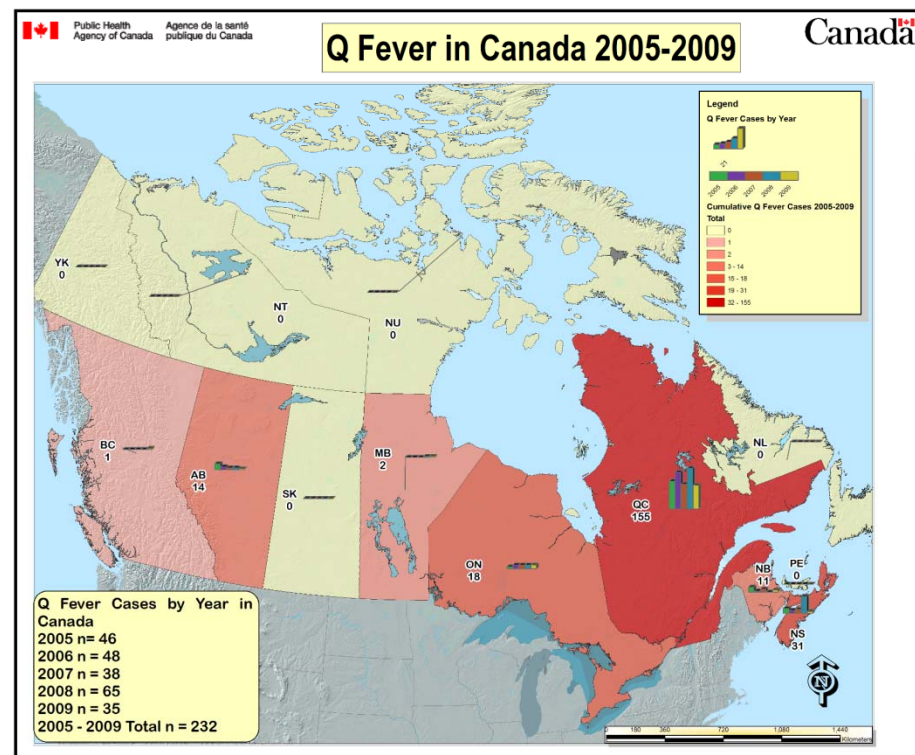 Public Health Agence de la santé
Agency of Canada publique du Canada
Canada
Q Fever in Canada 2005-2009
Legend
Q Fever Cases by Year
21
2005 2006 2007 2008 2009
Cumulative Q Fever Cases 2005-2009
Total
0
1
2
3 - 14
15 - 18
19 - 31
32 - 155
YK
0
NT
0
NU
0
BC
1
AB
14
SK
0
MB
2
ON
18
QC
155
NL
0
NB
11
PE
0
NS
31
Q Fever Cases by Year in
Canada
2005 n= 46
2006 n = 48
2007 n = 38
2008 n = 65
2009 n = 35
2005 - 2009 Total n = 232
N
0 180 360 720 1,080 1,440
Kilometers